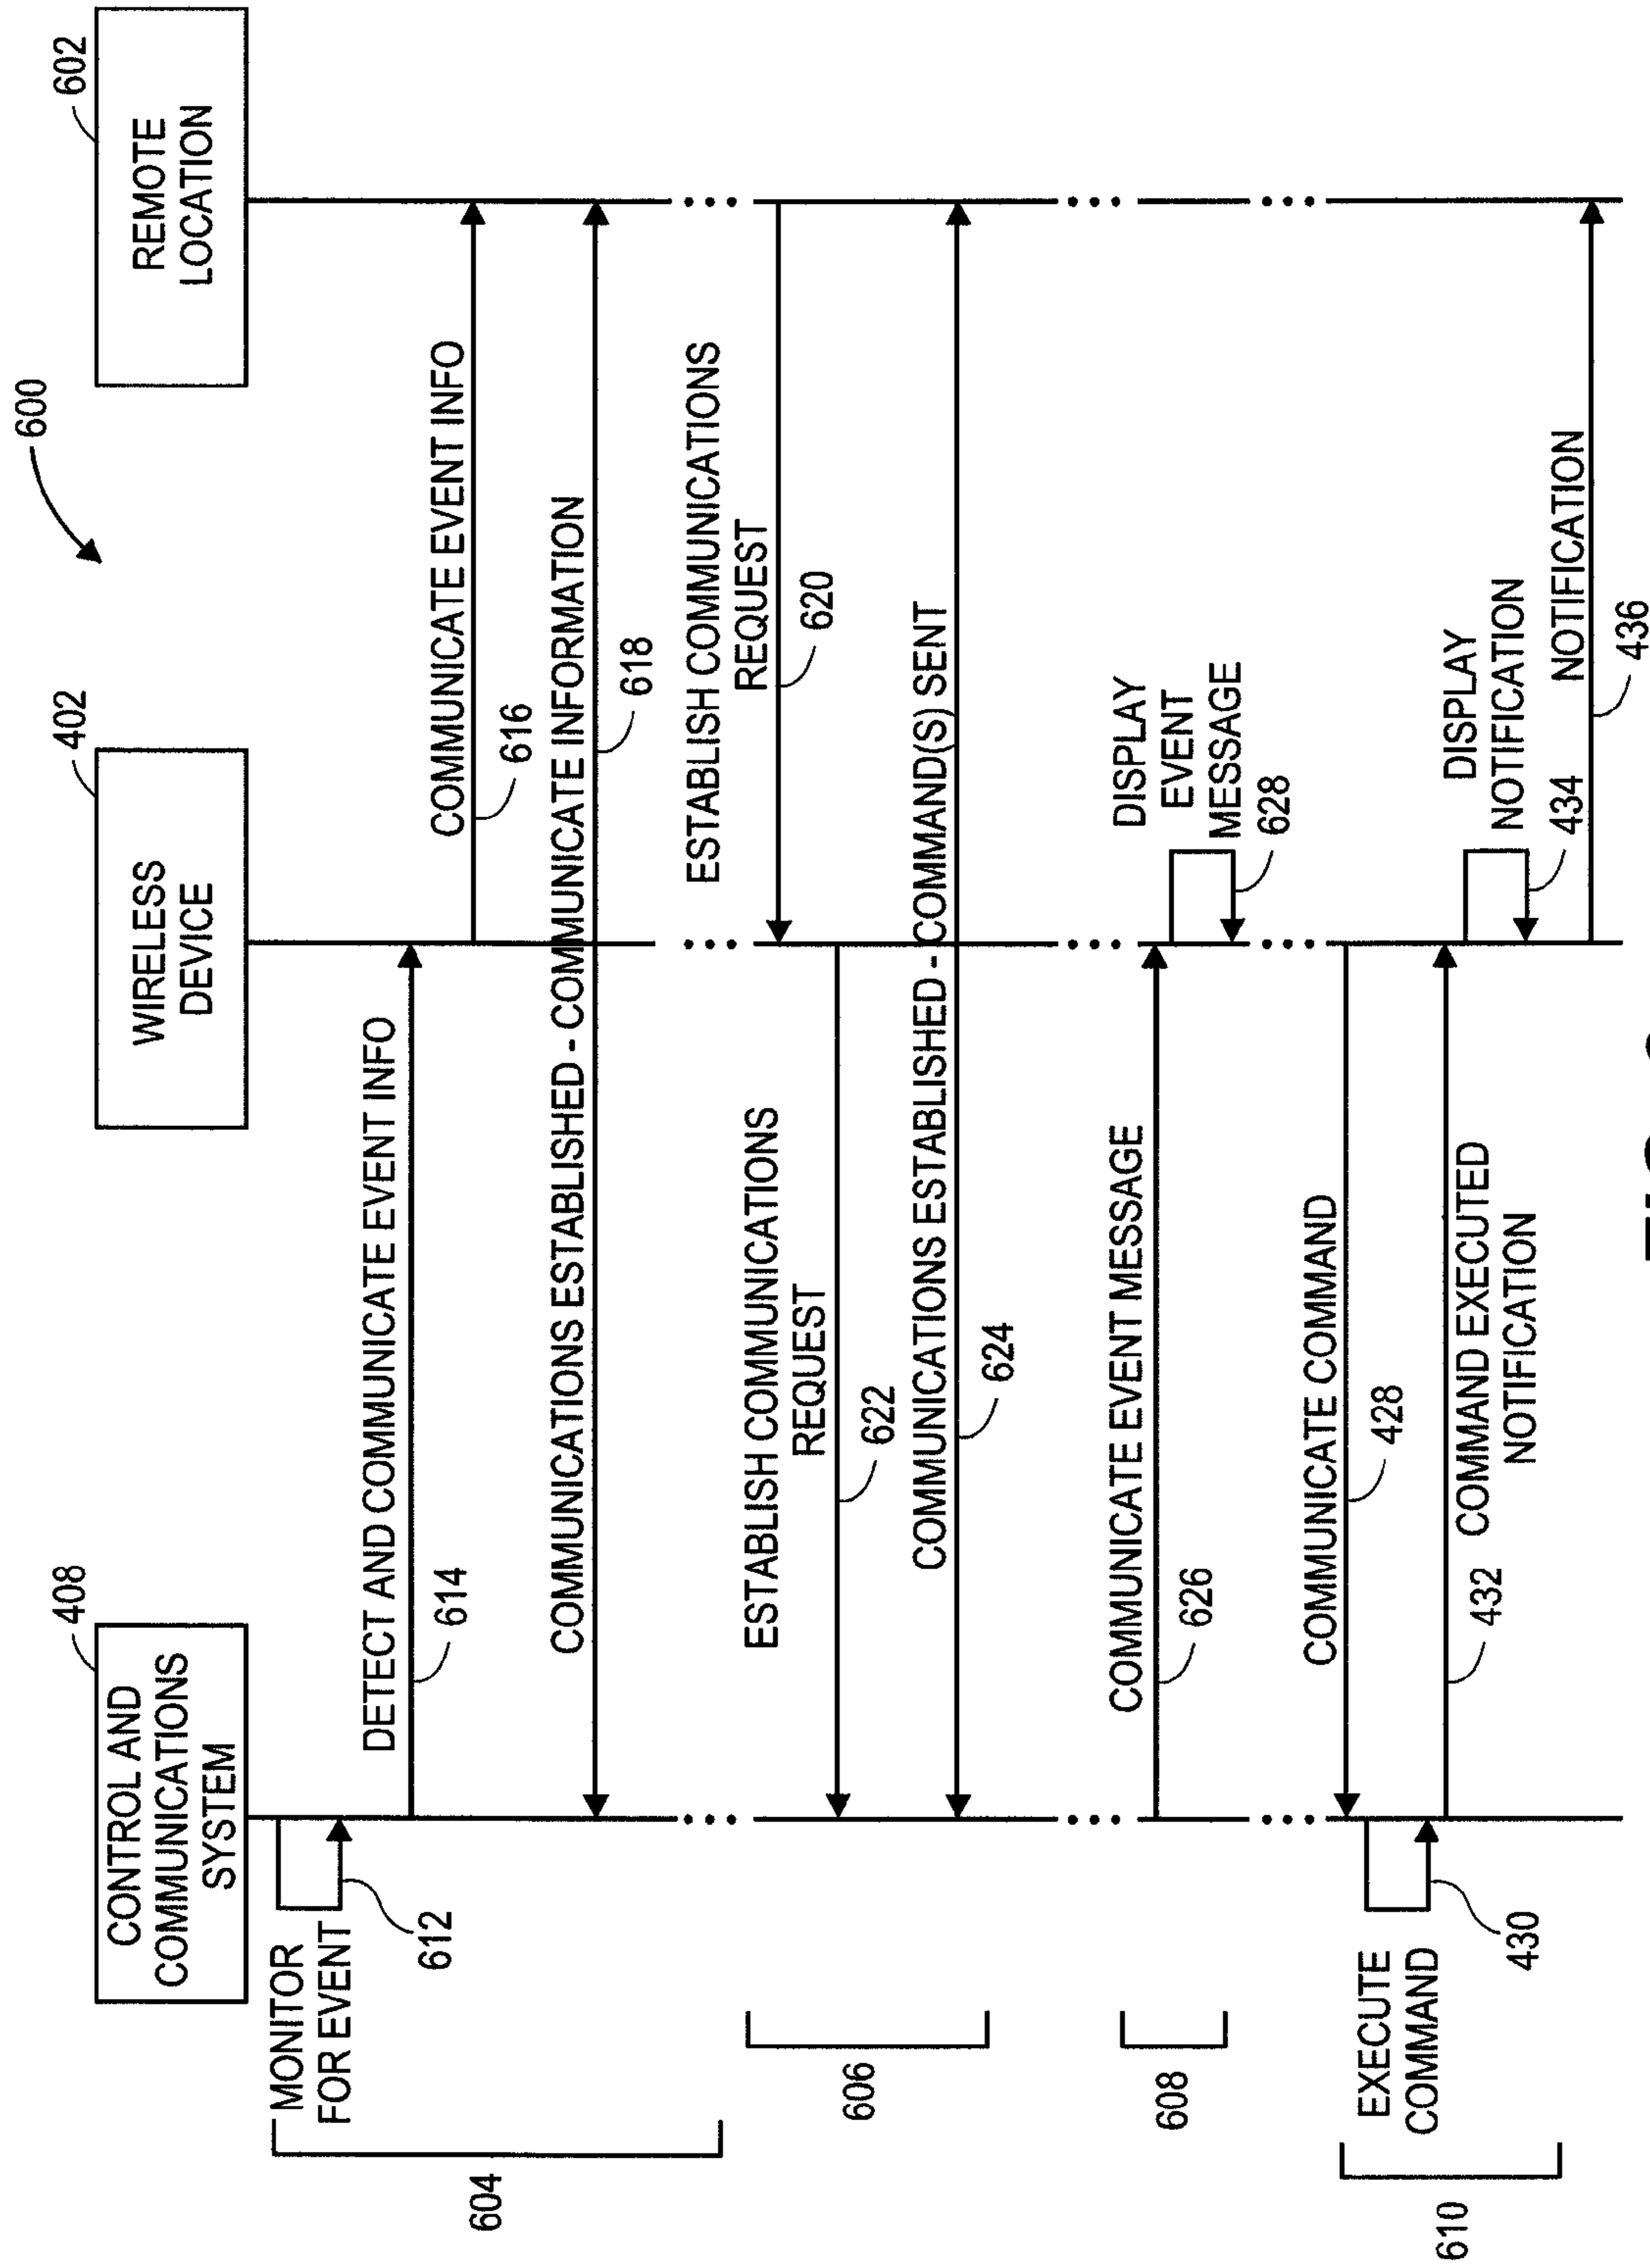 600
408
CONTROL AND
COMMUNICATIONS
SYSTEM
402
WIRELESS
DEVICE
602
REMOTE
LOCATION
604
MONITOR
FOR EVENT
612
DETECT AND COMMUNICATE EVENT INFO
614
COMMUNICATE EVENT INFO
616
COMMUNICATIONS ESTABLISHED - COMMUNICATE INFORMATION
618
606
ESTABLISH COMMUNICATIONS
REQUEST
620
ESTABLISH COMMUNICATIONS
REQUEST
622
COMMUNICATIONS ESTABLISHED - COMMAND(S) SENT
624
608
COMMUNICATE EVENT MESSAGE
626
DISPLAY
EVENT
MESSAGE
628
610
EXECUTE
COMMAND
430
COMMUNICATE COMMAND
428
COMMAND EXECUTED
NOTIFICATION
432
DISPLAY
NOTIFICATION
434
NOTIFICATION
436